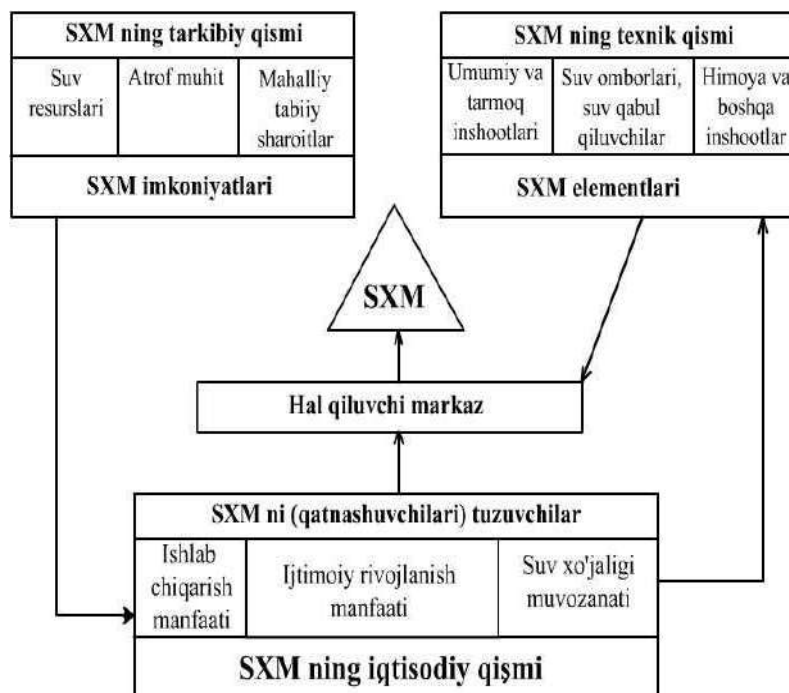 SXM ning tarkibiy qismi
Suv
resurslari
Atrof muhit
Mahalliy
tabiiy
sharoitlar
SXM imkoniyatlari
SXM ning texnik qismi
Umumiy va
tarmoq
inshootlari
Suv omborlari,
suv qabul
qiluvchilar
Himoya va
boshqa
inshootlar
SXM elementlari
SXM
Hal qiluvchi markaz
SXM ni (qatnashuvchilari) tuzuvchilar
Ishlab
chiqarish
manfaati
Ijtimoiy rivojlanish
manfaati
Suv xo'jaligi
muvozanati
SXM ning iqtisodiy qişmi